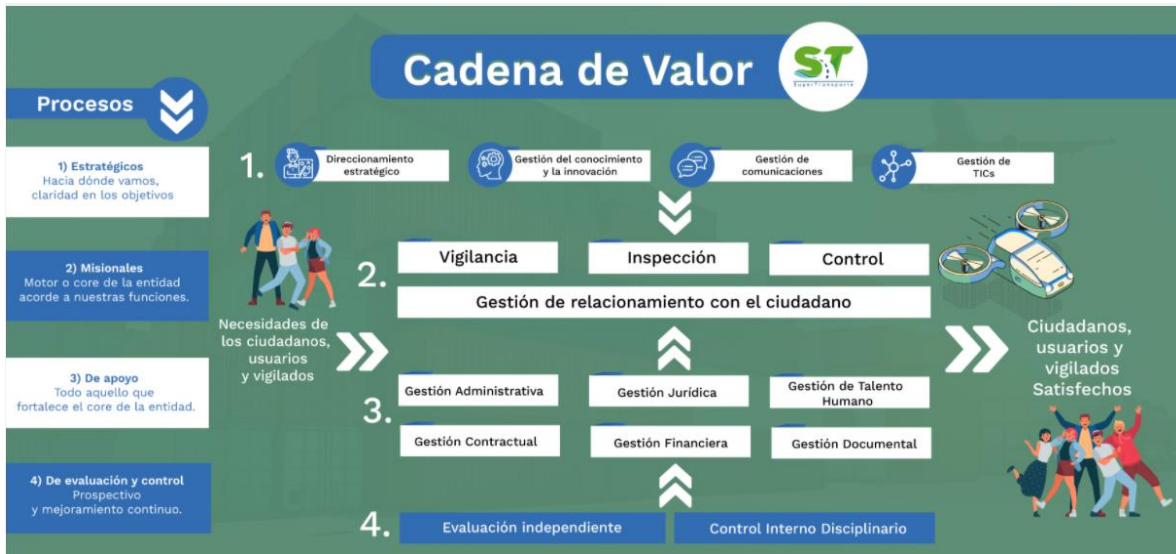 Cadena de Valor
ST
SuperTransporte
Procesos
1) Estratégicos
Hacia dónde vamos,
claridad en los objetivos
2) Misionales
Motor o core de la entidad
acorde a nuestras funciones.
3) De apoyo
Todo aquello que
fortalece el core de la entidad.
4) De evaluación y control
Prospectivo
y mejoramiento continuo.
1.
Direccionamiento
estratégico
Gestión del conocimiento
y la innovación
Gestión de
comunicaciones
Gestión de
TICs
Necesidades de
los ciudadanos,
usuarios
y vigilados
2.
Vigilancia
Inspección
Control
Gestión de relacionamiento con el ciudadano
3.
Gestión Administrativa
Gestión Jurídica
Gestión de Talento
Humano
Gestión Contractual
Gestión Financiera
Gestión Documental
4.
Evaluación independiente
Control Interno Disciplinario
Ciudadanos,
usuarios y
vigilados
Satisfechos